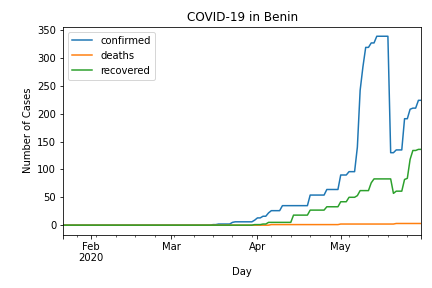 COVID-19 in Benin
350
300
250
200
150
100
50
0
Number of Cases
confirmed
deaths
recovered
Feb
2020
Mar
Apr
May
Day